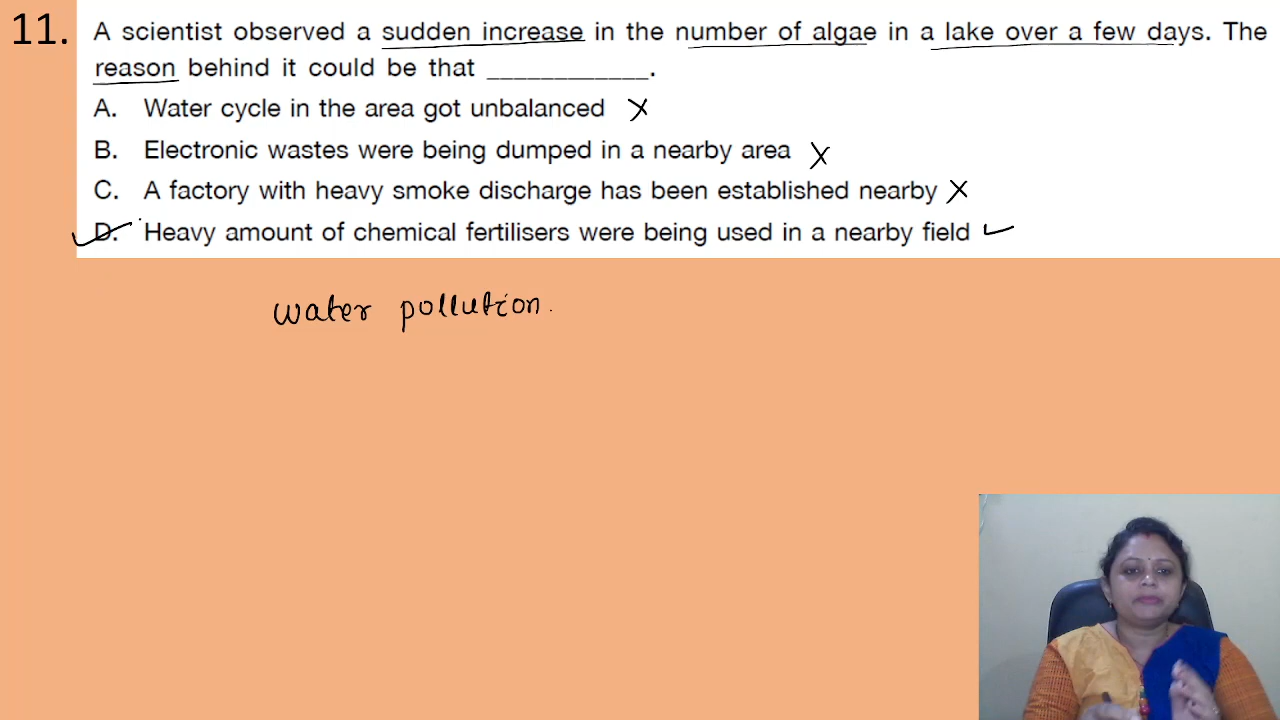 11. A scientist observed a sudden increase in the number of algae in a lake over a few days. The
reason behind it could be that ____________.
A. Water cycle in the area got unbalanced X
B. Electronic wastes were being dumped in a nearby area X
C. A factory with heavy smoke discharge has been established nearby X
D. Heavy amount of chemical fertilisers were being used in a nearby field ✓
water pollution.